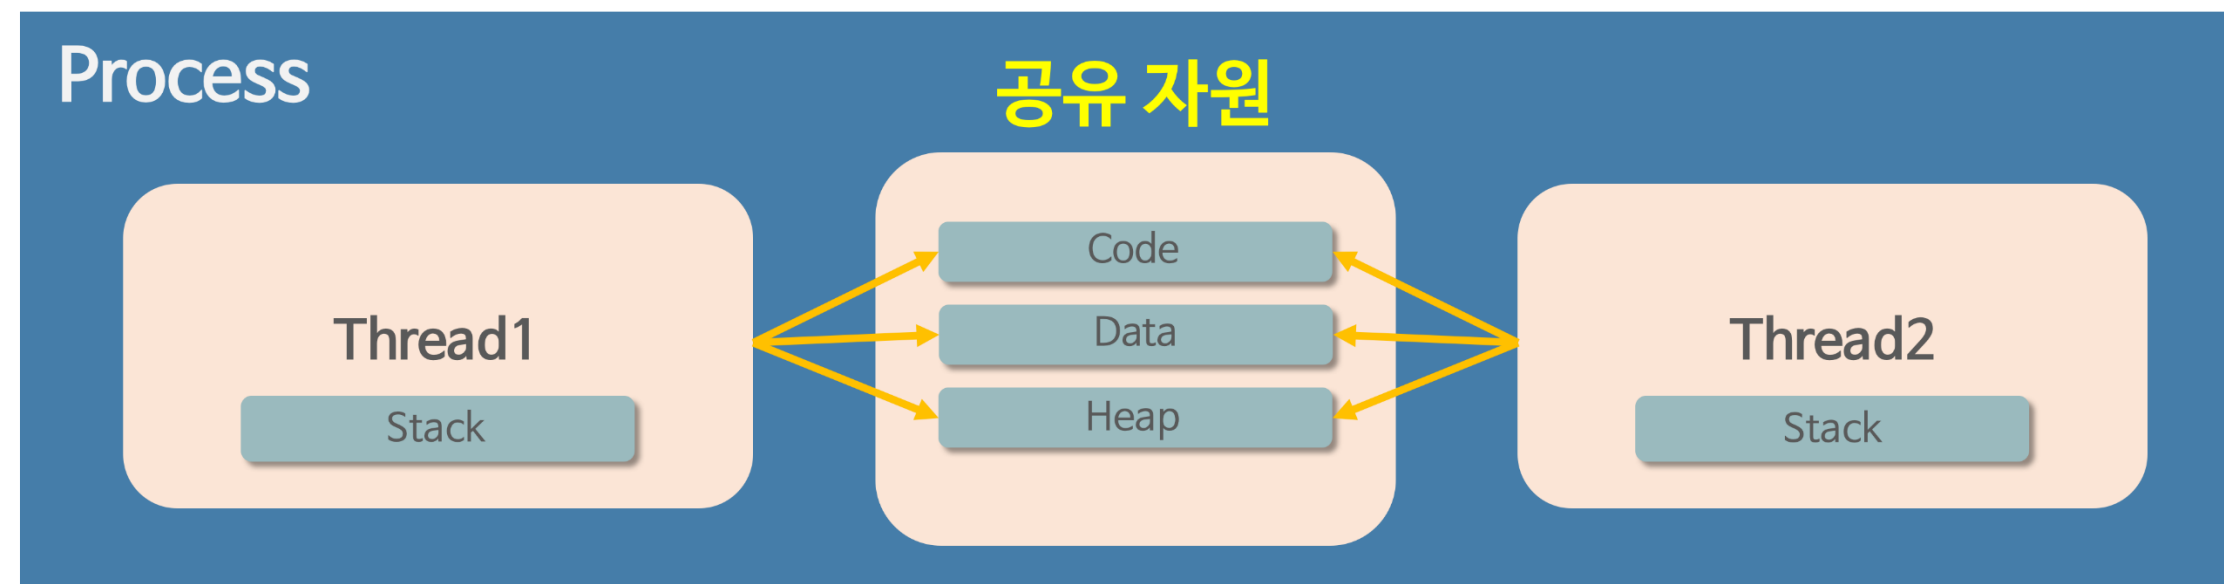 Process
공유 자원
Thread1
Stack
Code
Data
Heap
Thread2
Stack